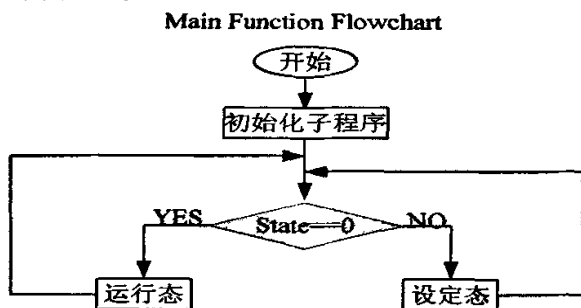 Main Function Flowchart
开始
初始化子程序
YES
State==0
NO
运行态
设定态